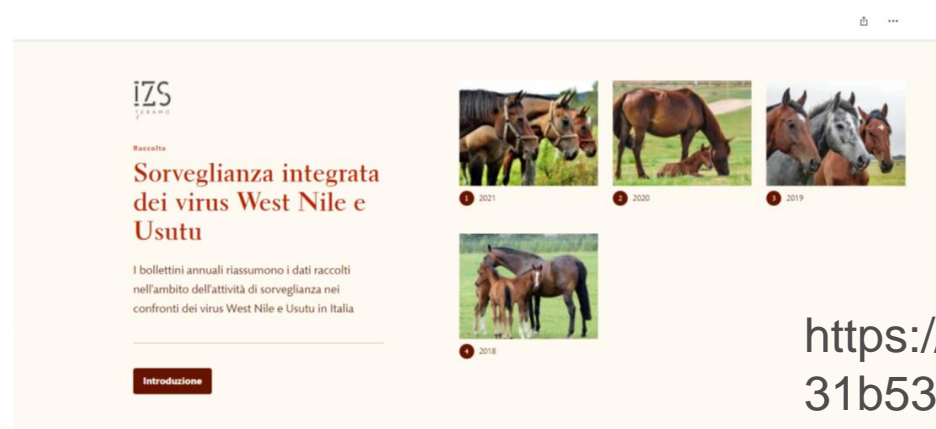 IZS
TERAMO
Raccolta
Sorveglianza integrata
dei virus West Nile e
Usutu
I bollettini annuali riassumono i dati raccolti
nell'ambito dell'attività di sorveglianza nei
confronti dei virus West Nile e Usutu in Italia
Introduzione
1 2021
2 2020
3 2019
4 2018
https:/
31b53